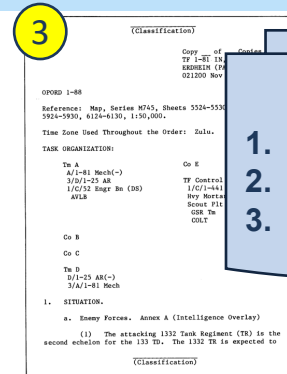 3
(Classification)
Copy __ of Copies
TF 1-81 IN,
ERDHEIM (PA
021200 Nov
OPORD 1-88
Reference: Map, Series M745, Sheets 5524-5530
5924-5930, 6124-6130, 1:50,000.
Time Zone Used Throughout the Order: Zulu.
TASK ORGANIZATION:
Tm A
A/1-81 Mech(-)
3/D/1-25 AR
1/C/52 Engr Bn (DS)
AVLB
Co B
Co C
Tm D
D/1-25 AR(-)
3/A/1-81 Mech
Co E
TF Control
1/C/1-441
Hvy Mortar
Scout Plt
GSR Tm
COLT
1. SITUATION.
a. Enemy Forces. Annex A (Intelligence Overlay)
(1) The attacking 1332 Tank Regiment (TR) is the
second echelon for the 133 TD. The 1332 TR is expected to
(Classification)
1.
2.
3.